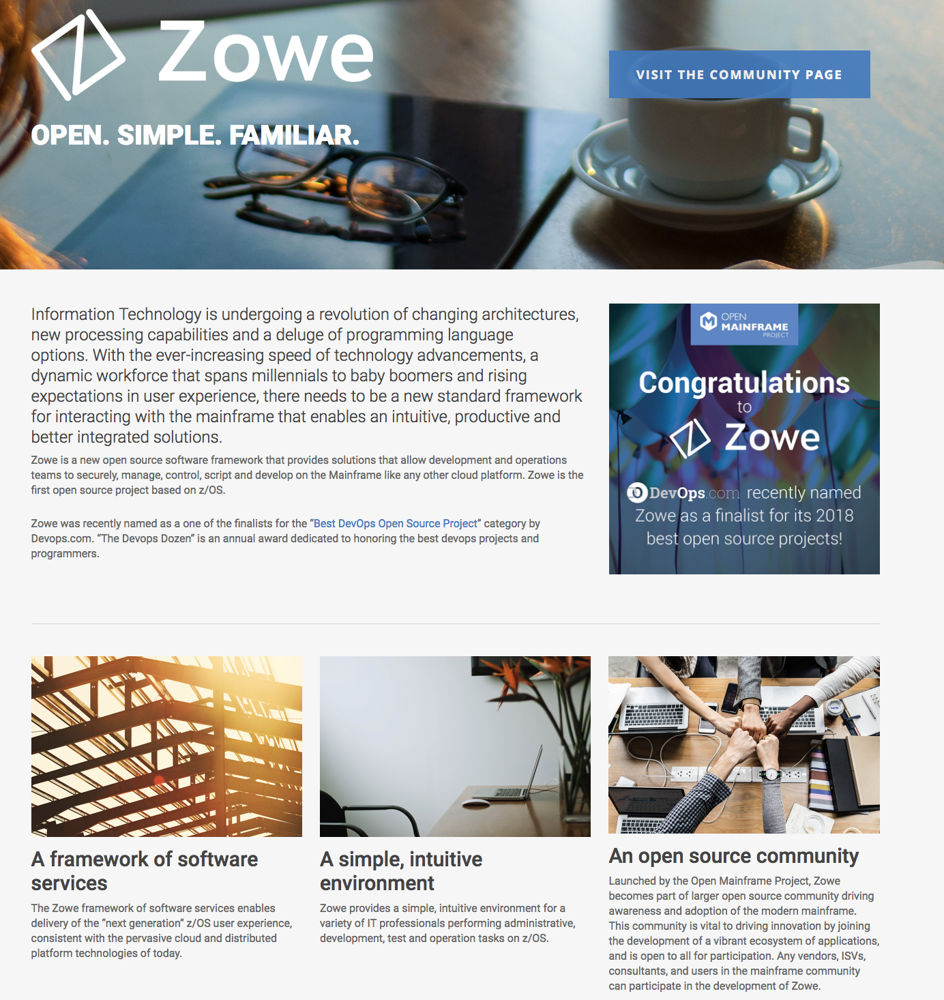 Zowe
VISIT THE COMMUNITY PAGE
OPEN. SIMPLE. FAMILIAR.
Information Technology is undergoing a revolution of changing architectures,
new processing capabilities and a deluge of programming language
options. With the ever-increasing speed of technology advancements, a
dynamic workforce that spans millennials to baby boomers and rising
expectations in user experience, there needs to be a new standard framework
for interacting with the mainframe that enables an intuitive, productive and
better integrated solutions.
Zowe is a new open source software framework that provides solutions that allow development and operations
teams to securely, manage, control, script and develop on the Mainframe like any other cloud platform. Zowe is the
first open source project based on z/OS.
Zowe was recently named as a one of the finalists for the “Best DevOps Open Source Project” category by
Devops.com. “The Devops Dozen” is an annual award dedicated to honoring the best devops projects and
programmers.
OPEN
MAINFRAME
PROJECT
Congratulations
to
Zowe
DevOps.com recently named
Zowe as a finalist for its 2018
best open source projects!
A framework of software
services
The Zowe framework of software services enables
delivery of the “next generation” z/OS user experience,
consistent with the pervasive cloud and distributed
platform technologies of today.
A simple, intuitive
environment
Zowe provides a simple, intuitive environment for a
variety of IT professionals performing administrative,
development, test and operation tasks on z/OS.
An open source community
Launched by the Open Mainframe Project, Zowe
becomes part of larger open source community driving
awareness and adoption of the modern mainframe.
This community is vital to driving innovation by joining
the development of a vibrant ecosystem of applications,
and is open to all for participation. Any vendors, ISVs,
consultants, and users in the mainframe community
can participate in the development of Zowe.